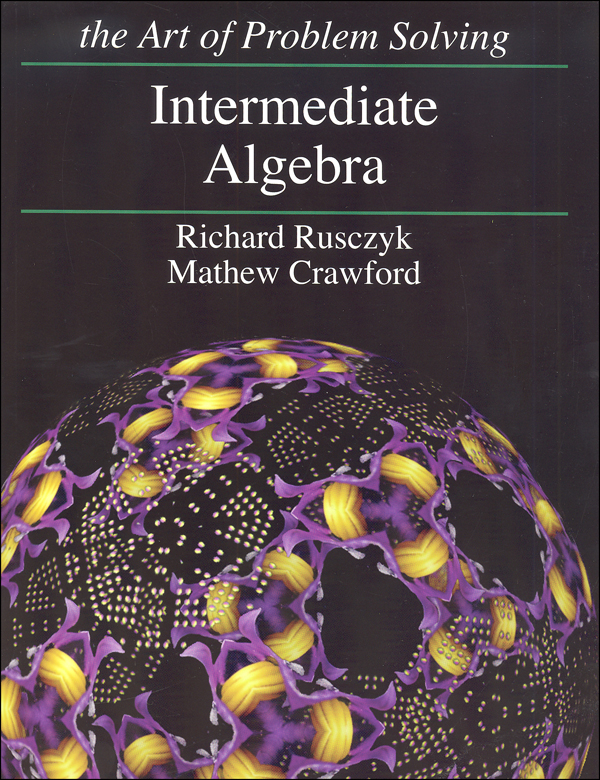 the Art of Problem Solving
Intermediate
Algebra
Richard Rusczyk
Mathew Crawford